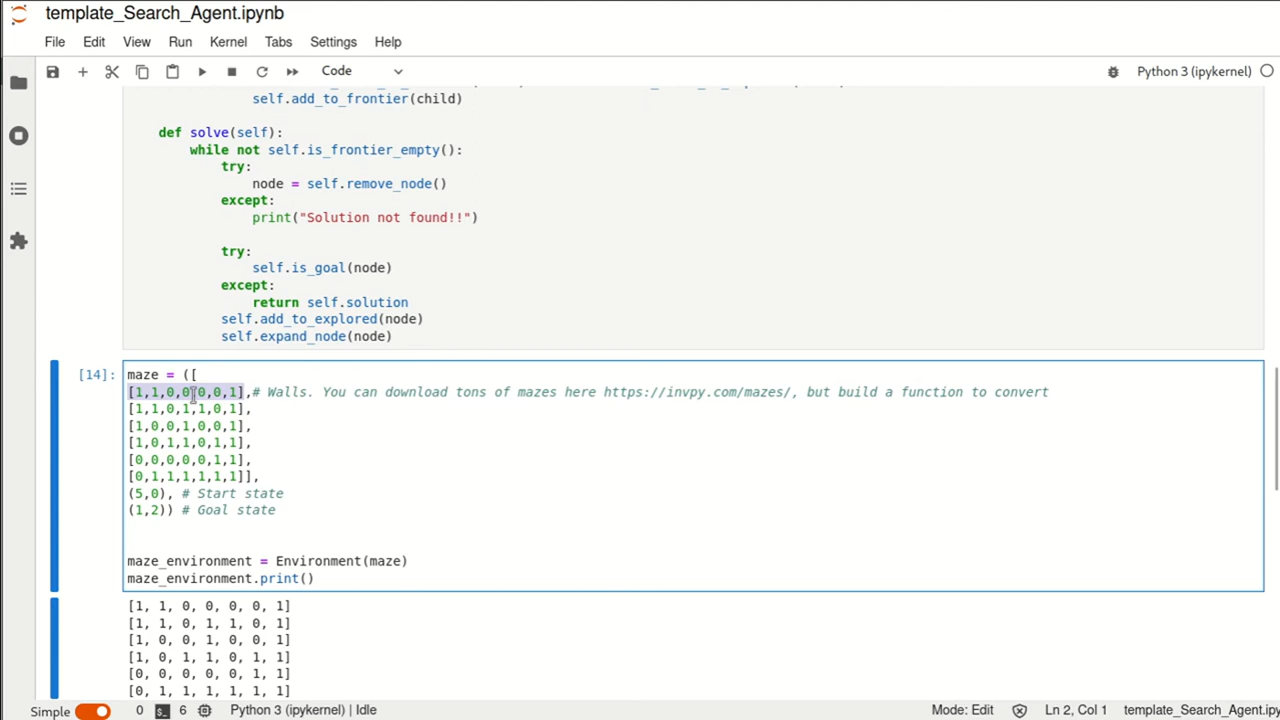 template_Search_Agent.ipynb
File Edit View Run Kernel Tabs Settings Help
Code
Python 3 (ipykernel)
self.add_to_frontier(child)
def solve(self):
while not self.is_frontier_empty():
try:
node = self.remove_node()
except:
print("Solution not found!!")
try:
self.is_goal(node)
except:
return self.solution
self.add_to_explored(node)
self.expand_node(node)
[14]:
maze = ([
[1,1,0,0,0,0,1],# Walls. You can download tons of mazes here https://invpy.com/mazes/, but build a function to convert
[1,1,0,1,1,0,1],
[1,0,0,1,0,0,1],
[1,0,1,1,0,1,1],
[0,0,0,0,0,1,1],
[0,1,1,1,1,1,1]],
(5,0), # Start state
(1,2)) # Goal state
maze_environment = Environment(maze)
maze_environment.print()
[1, 1, 0, 0, 0, 0, 1]
[1, 1, 0, 1, 1, 0, 1]
[1, 0, 0, 1, 0, 0, 1]
[1, 0, 1, 1, 0, 1, 1]
[0, 0, 0, 0, 0, 1, 1]
[0, 1, 1, 1, 1, 1, 1]
Simple 0 6 Python 3 (ipykernel) | Idle Mode: Edit Ln 2, Col 1 template_Search_Agent.ipy